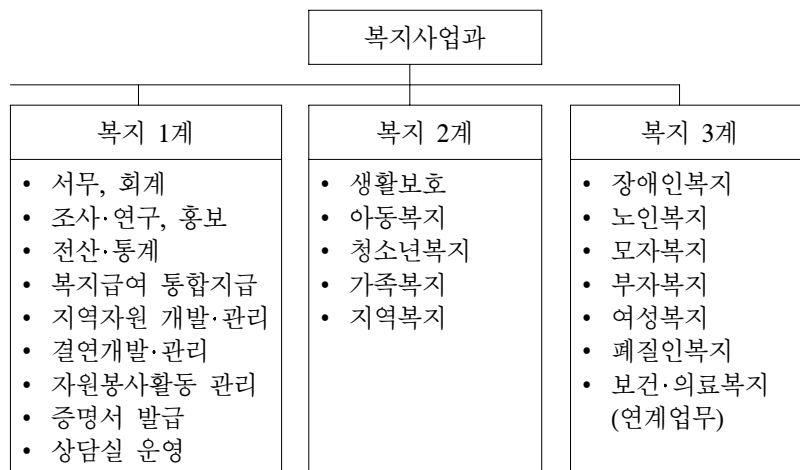 복지사업과
복지 1계
• 서무, 회계
• 조사·연구, 홍보
• 전산·통계
• 복지급여 통합지급
• 지역자원 개발·관리
• 결연개발·관리
• 자원봉사활동 관리
• 증명서 발급
• 상담실 운영
복지 2계
• 생활보호
• 아동복지
• 청소년복지
• 가족복지
• 지역복지
복지 3계
• 장애인복지
• 노인복지
• 모자복지
• 부자복지
• 여성복지
• 폐질인복지
• 보건·의료복지
(연계업무)